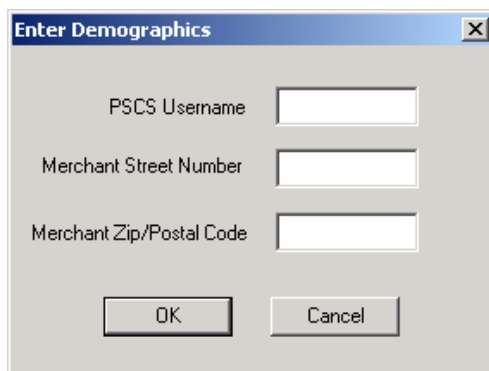 Enter Demographics
PSCS Username
Merchant Street Number
Merchant Zip/Postal Code
OK Cancel